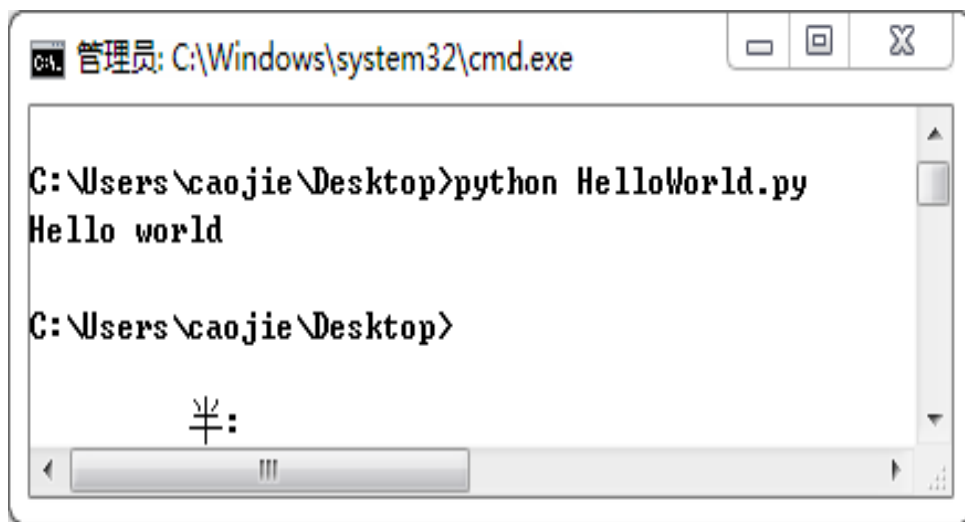 管理员: C:\Windows\system32\cmd.exe
C:\Users\caojie\Desktop>python HelloWorld.py
Hello world
C:\Users\caojie\Desktop>
半: